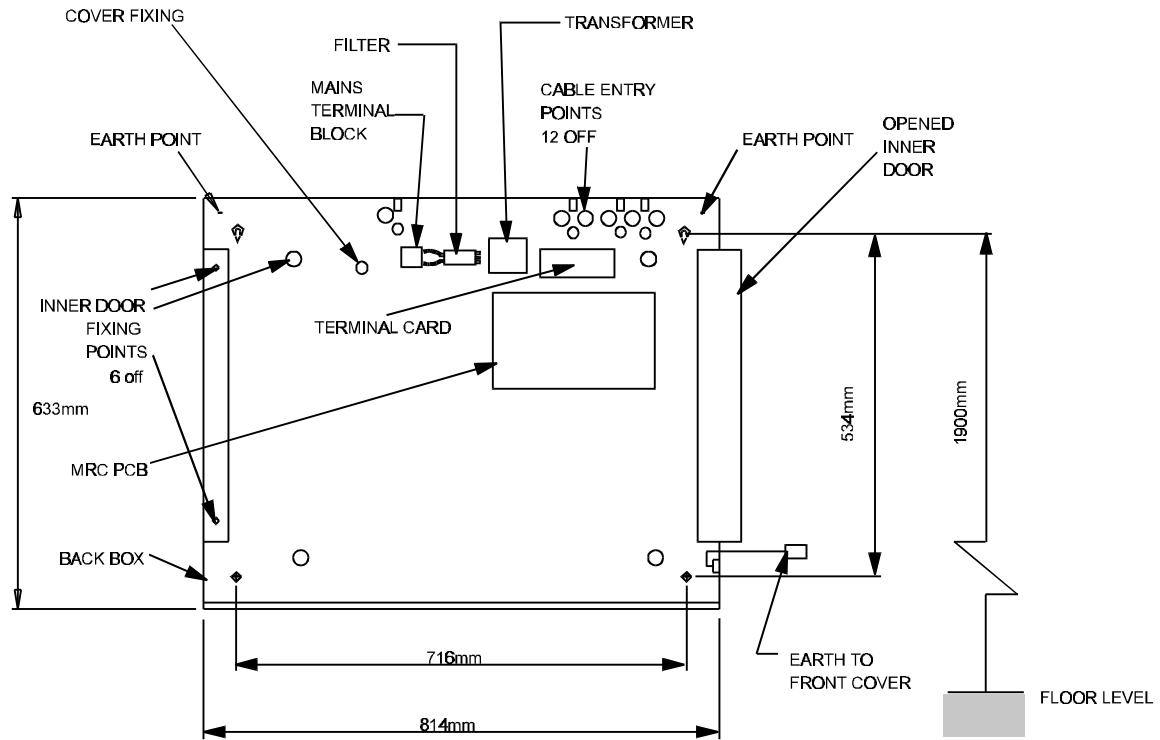 COVER FIXING
TRANSFORMER
FILTER
MAINS
TERMINAL
BLOCK
CABLE ENTRY
POINTS
12 OFF
OPENED
INNER
DOOR
EARTH POINT
EARTH POINT
INNER DOOR
FIXING
POINTS
6 off
TERMINAL CARD
633mm
534mm
1900mm
MRC PCB
BACK BOX
716mm
EARTH TO
FRONT COVER
FLOOR LEVEL
814mm